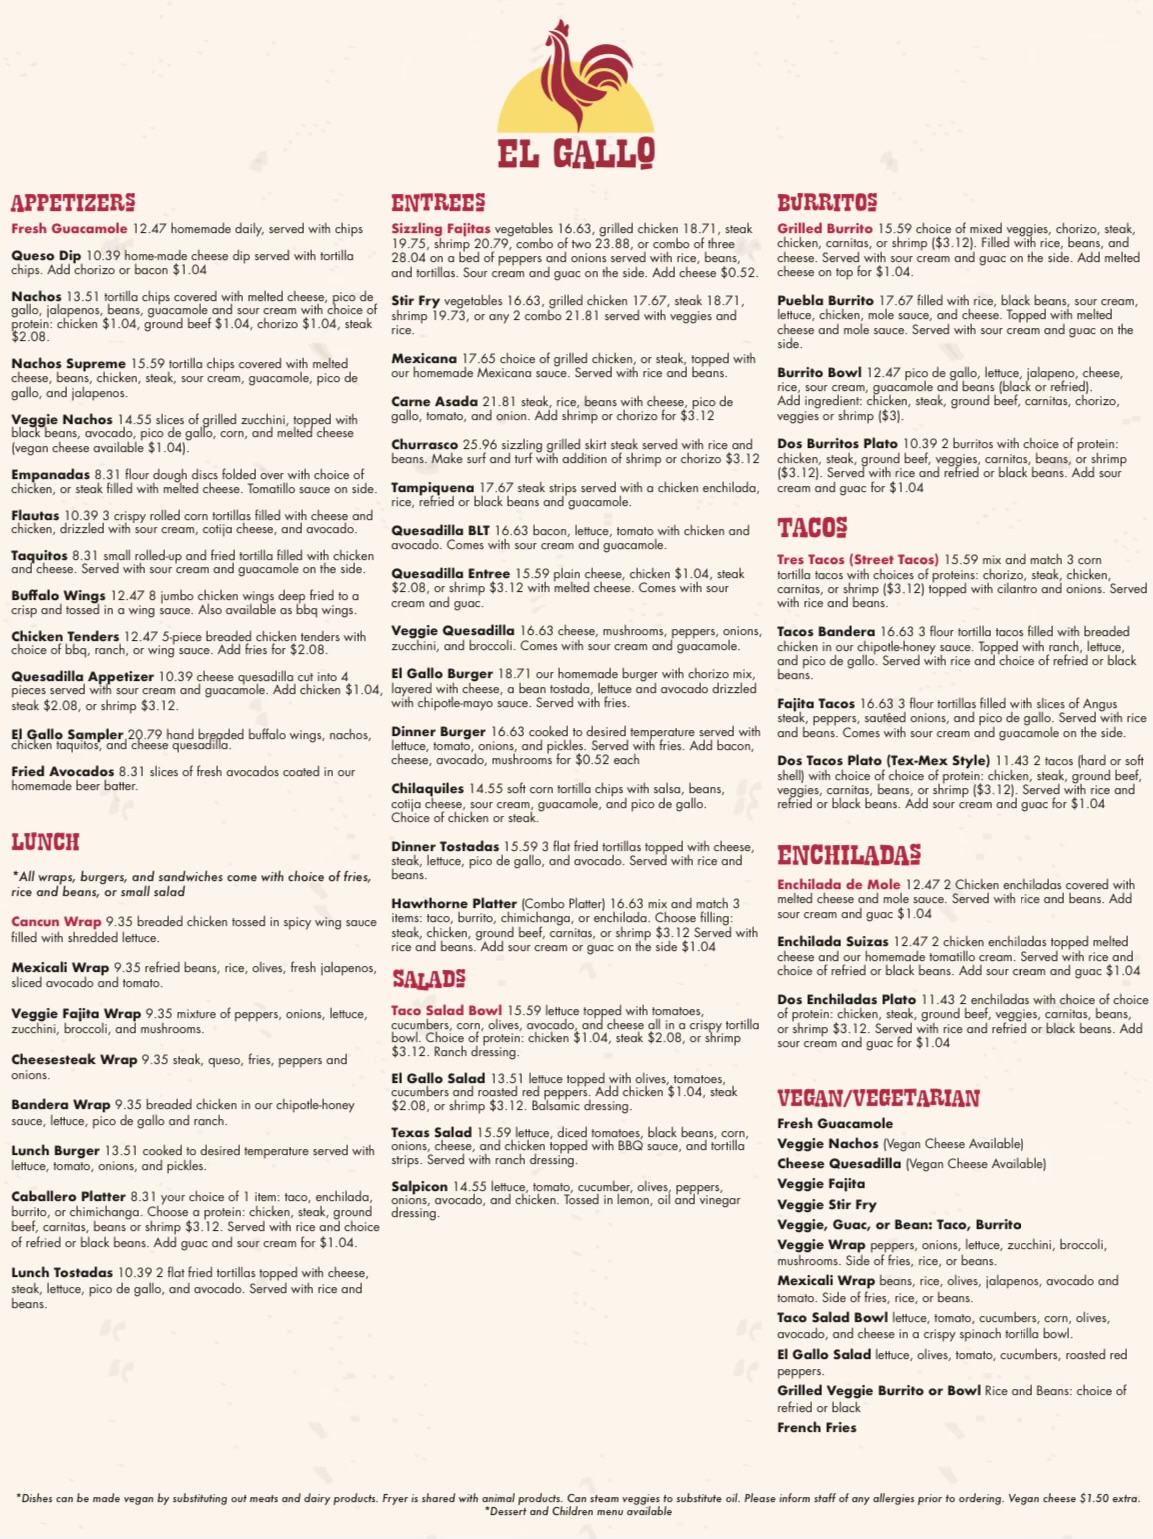 EL GALLO
APPETIZERS
Fresh Guacamole 12.47 homemade daily, served with chips
Queso Dip 10.39 home-made cheese dip served with tortilla
chips. Add chorizo or bacon $1.04
Nachos 13.51 tortilla chips covered with melted cheese, pico de
gallo, jalapenos, beans, guacamole and sour cream with choice of
protein: chicken $1.04, ground beef $1.04, chorizo $1.04, steak
$2.08.
Nachos Supreme 15.59 tortilla chips covered with melted
cheese, beans, chicken, steak, sour cream, guacamole, pico de
gallo, and jalapenos.
Veggie Nachos 14.55 slices of grilled zucchini, topped with
black beans, avocado, pico de gallo, corn, and melted cheese
(vegan cheese available $1.04).
Empanadas 8.31 flour dough discs folded over with choice of
chicken, or steak filled with melted cheese. Tomatillo sauce on side.
Flautas 10.39 3 crispy rolled corn tortillas filled with cheese and
chicken, drizzled with sour cream, cotija cheese, and avocado.
Taquitos 8.31 small rolled-up and fried tortilla filled with chicken
and cheese. Served with sour cream and guacamole on the side.
Buffalo Wings 12.47 8 jumbo chicken wings deep fried to a
crisp and tossed in a wing sauce. Also available as bbq wings.
Chicken Tenders 12.47 5-piece breaded chicken tenders with
choice of bbq, ranch, or wing sauce. Add fries for $2.08.
Quesadilla Appetizer 10.39 cheese quesadilla cut into 4
pieces served with sour cream and guacamole. Add chicken $1.04,
steak $2.08, or shrimp $3.12.
El Gallo Sampler 20.79 hand breaded buffalo wings, nachos,
chicken taquitos, and cheese quesadilla.
Fried Avocados 8.31 slices of fresh avocados coated in our
homemade beer batter.
LUNCH
*All wraps, burgers, and sandwiches come with choice of fries,
rice and beans, or small salad
Cancun Wrap 9.35 breaded chicken tossed in spicy wing sauce
filled with shredded lettuce.
Mexicali Wrap 9.35 refried beans, rice, olives, fresh jalapenos,
sliced avocado and tomato.
Veggie Fajita Wrap 9.35 mixture of peppers, onions, lettuce,
zucchini, broccoli, and mushrooms.
Cheesesteak Wrap 9.35 steak, queso, fries, peppers and
onions.
Bandera Wrap 9.35 breaded chicken in our chipotle-honey
sauce, lettuce, pico de gallo and ranch.
Lunch Burger 13.51 cooked to desired temperature served with
lettuce, tomato, onions, and pickles.
Caballero Platter 8.31 your choice of 1 item: taco, enchilada,
burrito, or chimichanga. Choose a protein: chicken, steak, ground
beef, carnitas, beans or shrimp $3.12. Served with rice and choice
of refried or black beans. Add guac and sour cream for $1.04.
Lunch Tostadas 10.39 2 flat fried tortillas topped with cheese,
steak, lettuce, pico de gallo, and avocado. Served with rice and
beans.
ENTREES
Sizzling Fajitas vegetables 16.63, grilled chicken 18.71, steak
19.75, shrimp 20.79, combo of two 23.88, or combo of three
28.04 on a bed of peppers and onions served with rice, beans,
and tortillas. Sour cream and guac on the side. Add cheese $0.52.
Stir Fry vegetables 16.63, grilled chicken 17.67, steak 18.71,
shrimp 19.73, or any 2 combo 21.81 served with veggies and
rice.
Mexicana 17.65 choice of grilled chicken, or steak, topped with
our homemade Mexicana sauce. Served with rice and beans.
Carne Asada 21.81 steak, rice, beans with cheese, pico de
gallo, tomato, and onion. Add shrimp or chorizo for $3.12
Churrasco 25.96 sizzling grilled skirt steak served with rice and
beans. Make surf and turf with addition of shrimp or chorizo $3.12
Tampiquena 17.67 steak strips served with a chicken enchilada,
rice, refried or black beans and guacamole.
Quesadilla BLT 16.63 bacon, lettuce, tomato with chicken and
avocado. Comes with sour cream and guacamole.
Quesadilla Entree 15.59 plain cheese, chicken $1.04, steak
$2.08, or shrimp $3.12 with melted cheese. Comes with sour
cream and guac.
Veggie Quesadilla 16.63 cheese, mushrooms, peppers, onions,
zucchini, and broccoli. Comes with sour cream and guacamole.
El Gallo Burger 18.71 our homemade burger with chorizo mix,
layered with cheese, a bean tostada, lettuce and avocado drizzled
with chipotle-mayo sauce. Served with fries.
Dinner Burger 16.63 cooked to desired temperature served with
lettuce, tomato, onions, and pickles. Served with fries. Add bacon,
cheese, avocado, mushrooms for $0.52 each
Chilaquiles 14.55 soft corn tortilla chips with salsa, beans,
cotija cheese, sour cream, guacamole, and pico de gallo.
Choice of chicken or steak.
Dinner Tostadas 15.59 3 flat fried tortillas topped with cheese,
steak, lettuce, pico de gallo, and avocado. Served with rice and
beans.
Hawthorne Platter (Combo Platter) 16.63 mix and match 3
items: taco, burrito, chimichanga, or enchilada. Choose filling:
steak, chicken, ground beef, carnitas, or shrimp $3.12 Served with
rice and beans. Add sour cream or guac on the side $1.04
SALADS
Taco Salad Bowl 15.59 lettuce topped with tomatoes,
cucumbers, corn, olives, avocado, and cheese all in a crispy tortilla
bowl. Choice of protein: chicken $1.04, steak $2.08, or shrimp
$3.12. Ranch dressing.
El Gallo Salad 13.51 lettuce topped with olives, tomatoes,
cucumbers and roasted red peppers. Add chicken $1.04, steak
$2.08, or shrimp $3.12. Balsamic dressing.
Texas Salad 15.59 lettuce, diced tomatoes, black beans, corn,
onions, cheese, and chicken topped with BBQ sauce, and tortilla
strips. Served with ranch dressing.
Salpicon 14.55 lettuce, tomato, cucumber, olives, peppers,
onions, avocado, and chicken. Tossed in lemon, oil and vinegar
dressing.
BURRITOS
Grilled Burrito 15.59 choice of mixed veggies, chorizo, steak,
chicken, carnitas, or shrimp ($3.12). Filled with rice, beans, and
cheese. Served with sour cream and guac on the side. Add melted
cheese on top for $1.04.
Puebla Burrito 17.67 filled with rice, black beans, sour cream,
lettuce, chicken, mole sauce, and cheese. Topped with melted
cheese and mole sauce. Served with sour cream and guac on the
side.
Burrito Bowl 12.47 pico de gallo, lettuce, jalapeno, cheese,
rice, sour cream, guacamole and beans (black or refried).
Add ingredient: chicken, steak, ground beef, carnitas, chorizo,
veggies or shrimp ($3).
Dos Burritos Plato 10.39 2 burritos with choice of protein:
chicken, steak, ground beef, veggies, carnitas, beans, or shrimp
($3.12). Served with rice and refried or black beans. Add sour
cream and guac for $1.04
TACOS
Tres Tacos (Street Tacos) 15.59 mix and match 3 corn
tortilla tacos with choices of proteins: chorizo, steak, chicken,
carnitas, or shrimp ($3.12) topped with cilantro and onions. Served
with rice and beans.
Tacos Bandera 16.63 3 flour tortilla tacos filled with breaded
chicken in our chipotle-honey sauce. Topped with ranch, lettuce,
and pico de gallo. Served with rice and choice of refried or black
beans.
Fajita Tacos 16.63 3 flour tortillas filled with slices of Angus
steak, peppers, sautéed onions, and pico de gallo. Served with rice
and beans. Comes with sour cream and guacamole on the side.
Dos Tacos Plato (Tex-Mex Style) 11.43 2 tacos (hard or soft
shell) with choice of choice of protein: chicken, steak, ground beef,
veggies, carnitas, beans, or shrimp ($3.12). Served with rice and
refried or black beans. Add sour cream and guac for $1.04
ENCHILADAS
Enchilada de Mole 12.47 2 Chicken enchiladas covered with
melted cheese and mole sauce. Served with rice and beans. Add
sour cream and guac $1.04
Enchilada Suizas 12.47 2 chicken enchiladas topped melted
cheese and our homemade tomatillo cream. Served with rice and
choice of refried or black beans. Add sour cream and guac $1.04
Dos Enchiladas Plato 11.43 2 enchiladas with choice of choice
of protein: chicken, steak, ground beef, veggies, carnitas, beans,
or shrimp $3.12. Served with rice and refried or black beans. Add
sour cream and guac for $1.04
VEGAN/VEGETARIAN
Fresh Guacamole
Veggie Nachos (Vegan Cheese Available)
Cheese Quesadilla (Vegan Cheese Available)
Veggie Fajita
Veggie Stir Fry
Veggie, Guac, or Bean: Taco, Burrito
Veggie Wrap peppers, onions, lettuce, zucchini, broccoli,
mushrooms. Side of fries, rice, or beans.
Mexicali Wrap beans, rice, olives, jalapenos, avocado and
tomato. Side of fries, rice, or beans.
Taco Salad Bowl lettuce, tomato, cucumbers, corn, olives,
avocado, and cheese in a crispy spinach tortilla bowl.
El Gallo Salad lettuce, olives, tomato, cucumbers, roasted red
peppers.
Grilled Veggie Burrito or Bowl Rice and Beans: choice of
refried or black
French Fries
*Dishes can be made vegan by substituting out meats and dairy products. Fryer is shared with animal products. Can steam veggies to substitute oil. Please inform staff of any allergies prior to ordering. Vegan cheese $1.50 extra.
*Dessert and Children menu available